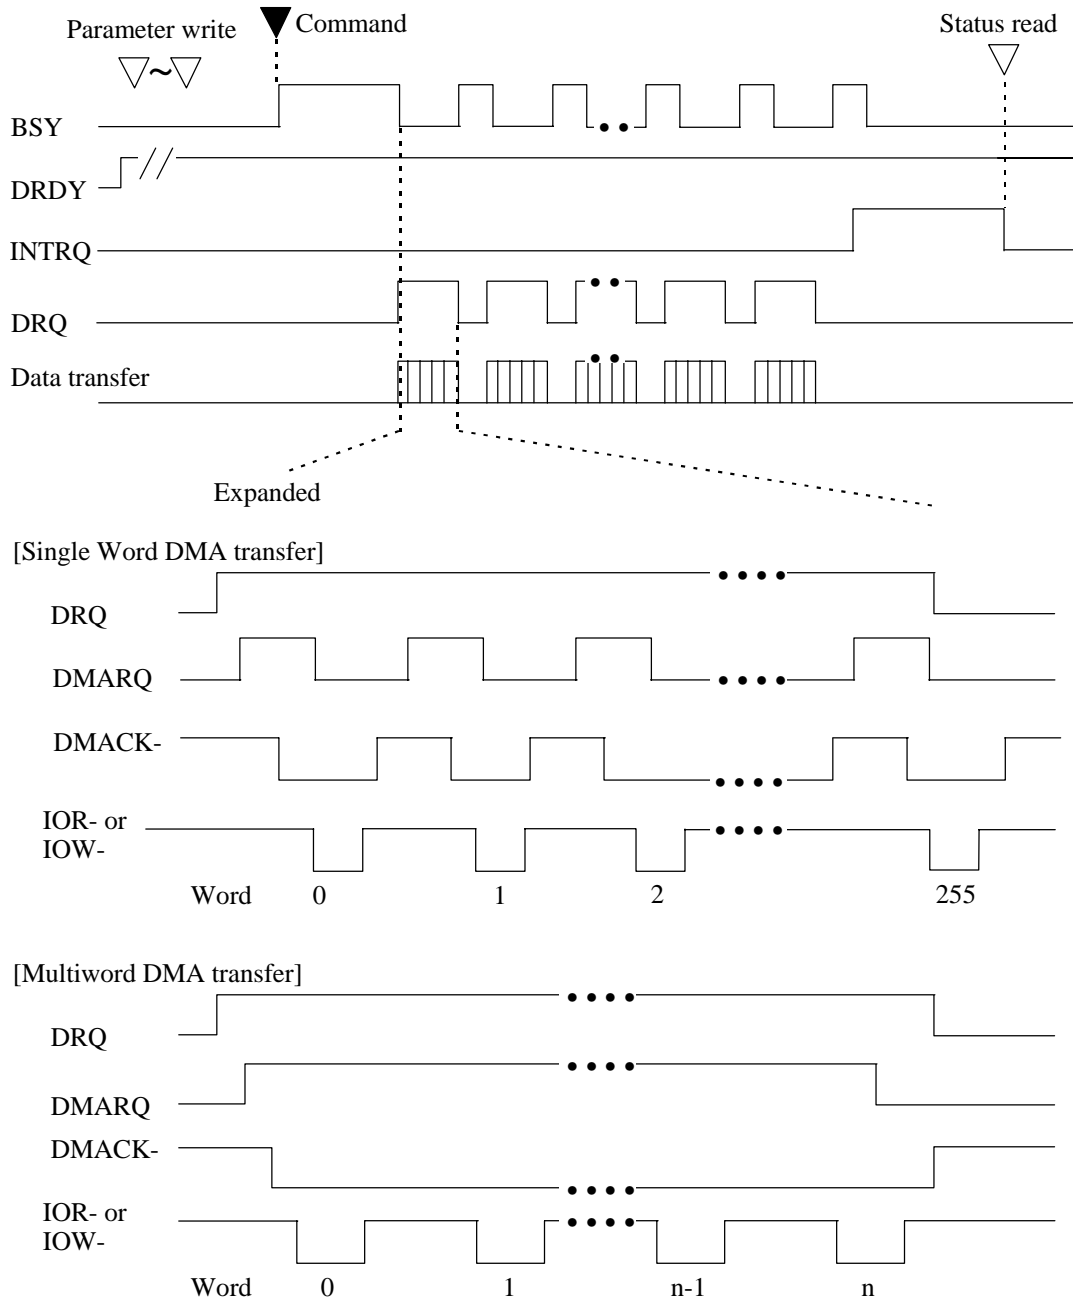 Parameter write
Command
Status read
~
BSY
DRDY
INTRQ
DRQ
Data transfer
Expanded
[Single Word DMA transfer]
DRQ
DMARQ
DMACK-
IOR- or
IOW-
Word 0 1 2 255
[Multiword DMA transfer]
DRQ
DMARQ
DMACK-
IOR- or
IOW-
Word 0 1 n-1 n